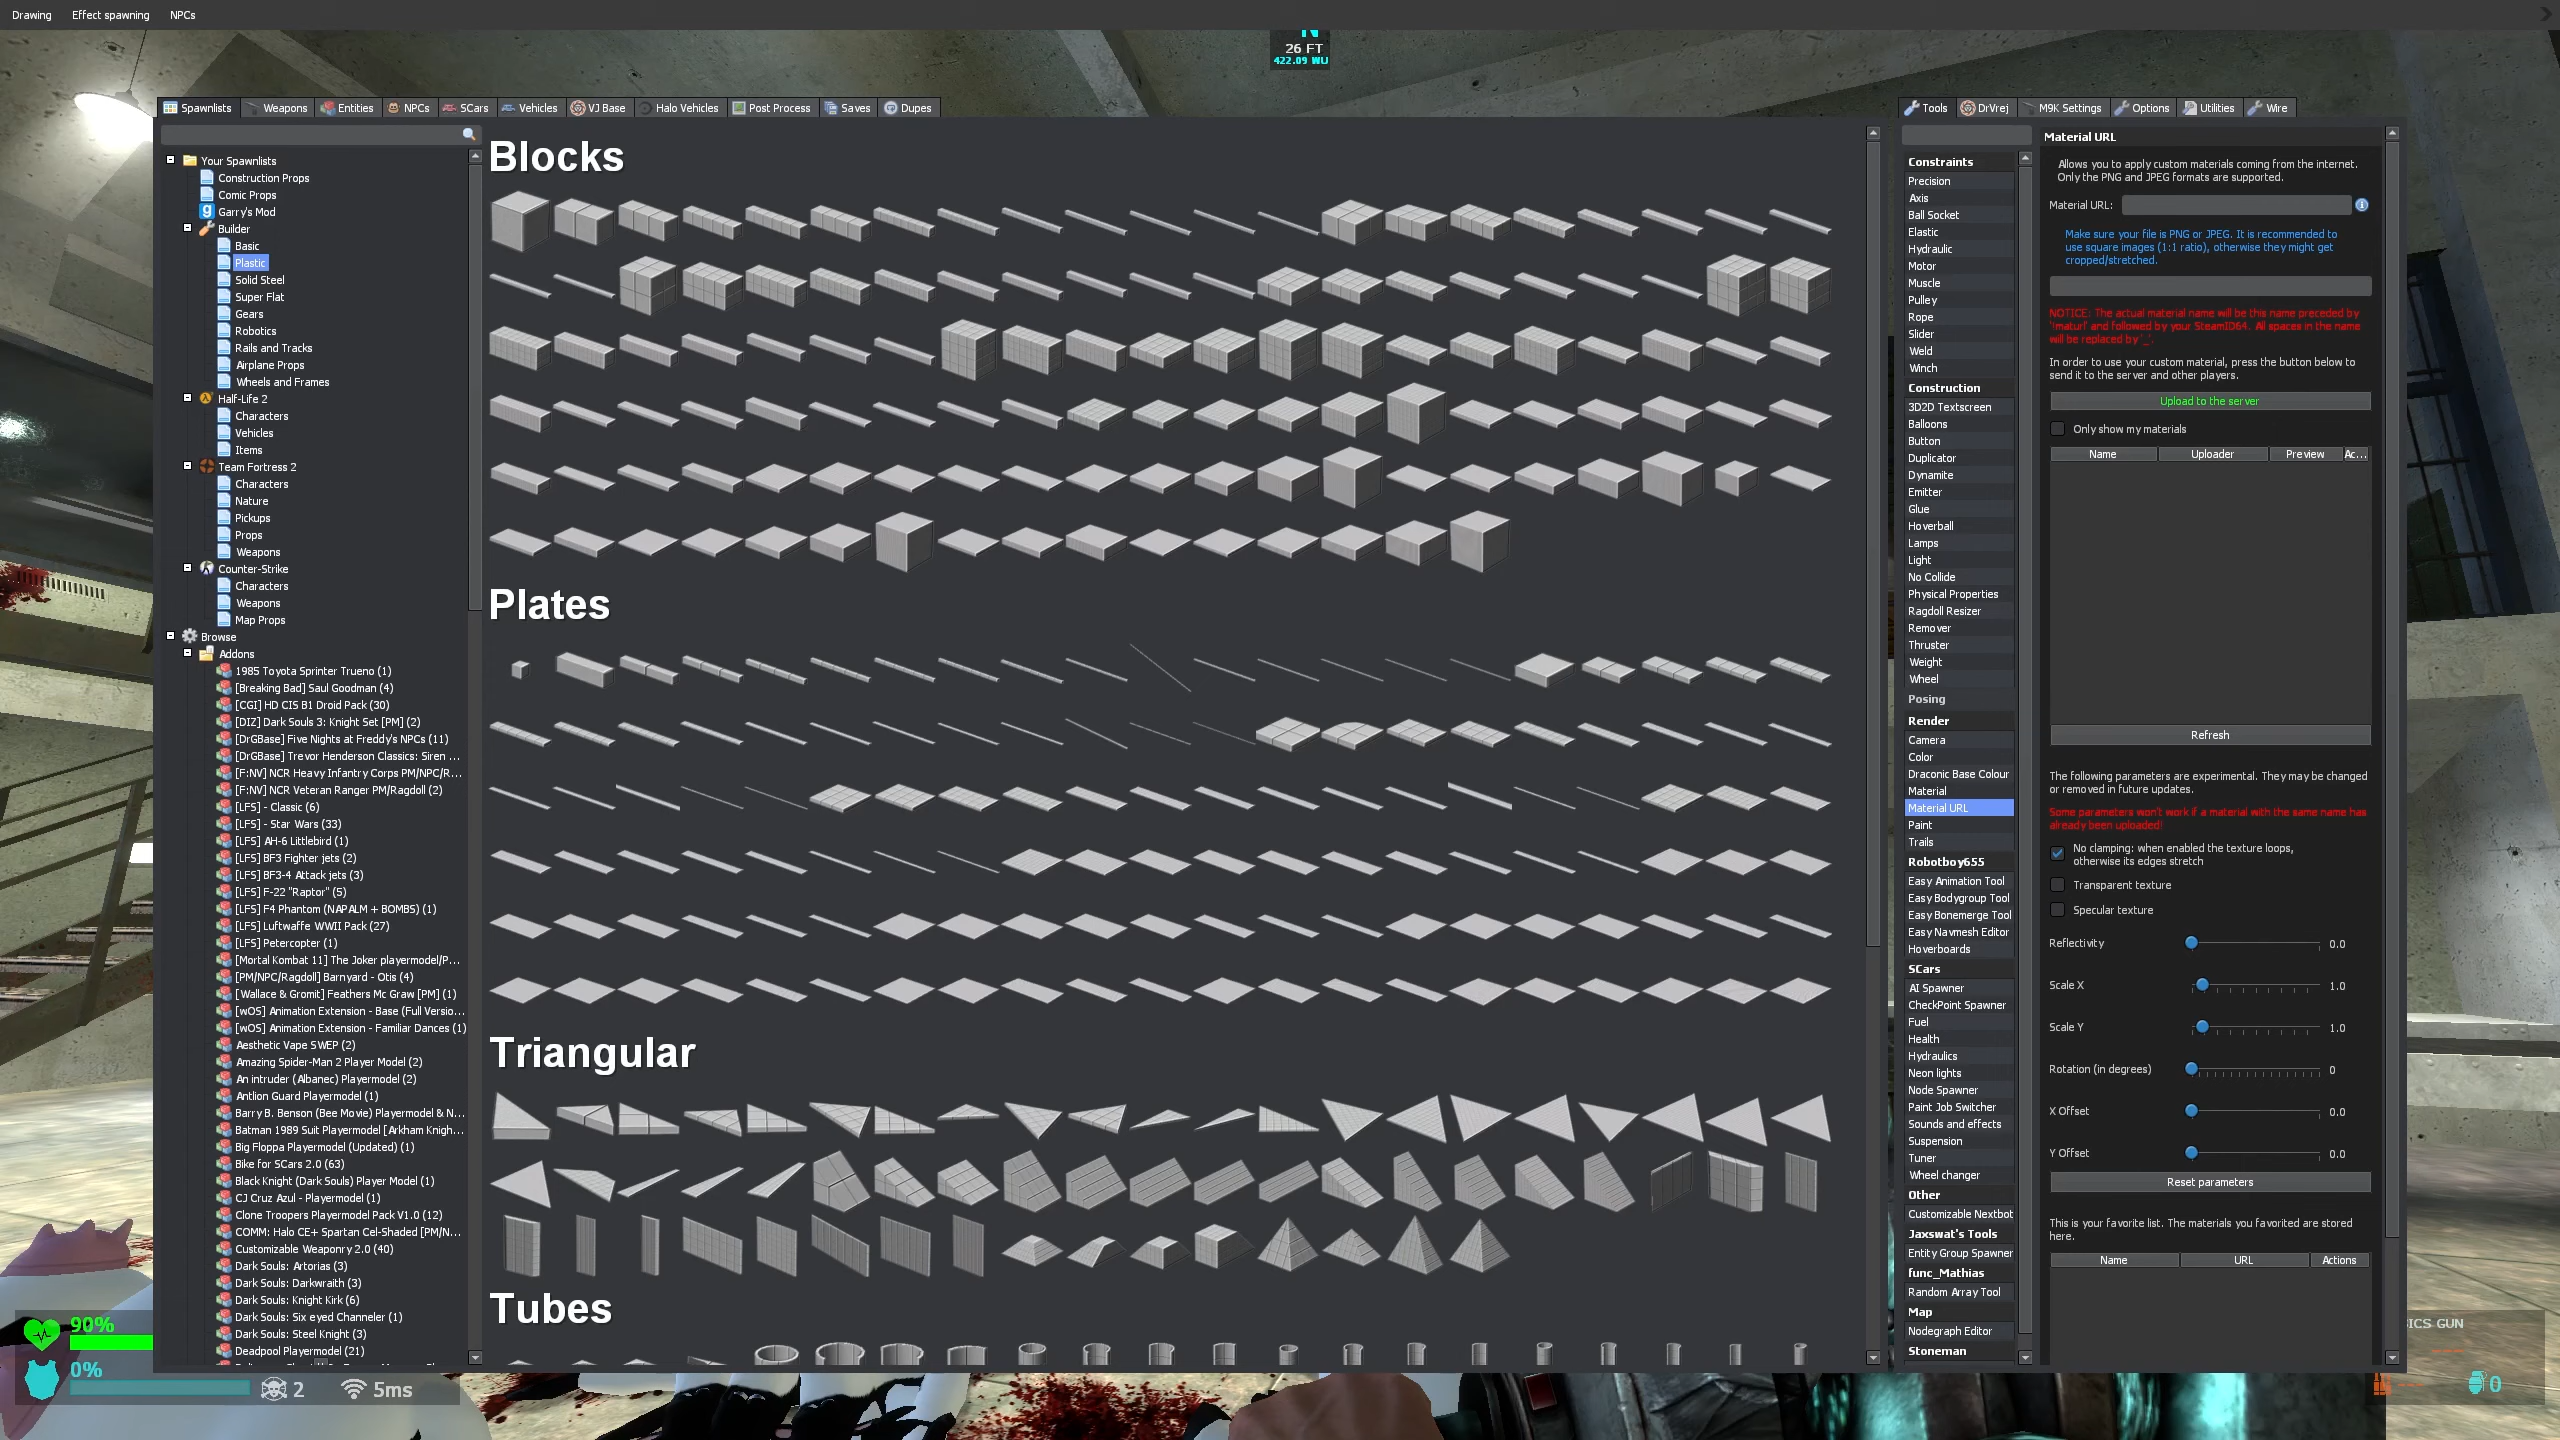 Drawing Effect spawning NPCs
N
26 FT
422.09 WU
Spawnlists Weapons Entities NPCs SCars Vehicles VJ Base Halo Vehicles Post Process Saves Dupes
Your Spawnlists
Construction Props
Comic Props
Garry's Mod
Builder
Basic
Plastic
Solid Steel
Super Flat
Gears
Robotics
Rails and Tracks
Airplane Props
Wheels and Frames
Half-Life 2
Characters
Vehicles
Items
Team Fortress 2
Characters
Nature
Pickups
Props
Weapons
Counter-Strike
Characters
Weapons
Map Props
Browse
Addons
1985 Toyota Sprinter Trueno (1)
[Breaking Bad] Saul Goodman (4)
[CGI] HD CIS B1 Droid Pack (30)
[DIZ] Dark Souls 3: Knight Set [PM] (2)
[DrGBase] Five Nights at Freddy's NPCs (11)
[DrGBase] Trevor Henderson Classics: Siren ...
[F:NV] NCR Heavy Infantry Corps PM/NPC/R...
[F:NV] NCR Veteran Ranger PM/Ragdoll (2)
[LFS] - Classic (6)
[LFS] - Star Wars (33)
[LFS] AH-6 Littlebird (1)
[LFS] BF3 Fighter jets (2)
[LFS] BF3-4 Attack jets (3)
[LFS] F-22 "Raptor" (5)
[LFS] F4 Phantom (NAPALM + BOMBS) (1)
[LFS] Luftwaffe WWII Pack (27)
[LFS] Petercopter (1)
[Mortal Kombat 11] The Joker playermodel/P...
[PM/NPC/Ragdoll] Barnyard - Otis (4)
[Wallace & Gromit] Feathers Mc Graw [PM] (1)
[wOS] Animation Extension - Base (Full Versio...
[wOS] Animation Extension - Familiar Dances (1)
Aesthetic Vape SWEP (2)
Amazing Spider-Man 2 Player Model (2)
An intruder (Albanec) Playermodel (2)
Antlion Guard Playermodel (1)
Barry B. Benson (Bee Movie) Playermodel & N...
Batman 1989 Suit Playermodel [Arkham Knigh...
Big Floppa Playermodel (Updated) (1)
Bike for SCars 2.0 (63)
Black Knight (Dark Souls) Player Model (1)
CJ Cruz Azul - Playermodel (1)
Clone Troopers Playermodel Pack V1.0 (12)
COMM: Halo CE+ Spartan Cel-Shaded [PM/N...
Customizable Weaponry 2.0 (40)
Dark Souls: Artorias (3)
Dark Souls: Darkwraith (3)
Dark Souls: Knight Kirk (6)
Dark Souls: Six eyed Channeler (1)
Dark Souls: Steel Knight (3)
Deadpool Playermodel (21)
Blocks
Plates
Triangular
Tubes
Tools DrVrej M9K Settings Options Utilities Wire
Constraints
Precision
Axis
Ball Socket
Elastic
Hydraulic
Motor
Muscle
Pulley
Rope
Slider
Weld
Winch
Construction
3D2D Textscreen
Balloons
Button
Duplicator
Dynamite
Emitter
Glue
Hoverball
Lamps
Light
No Collide
Physical Properties
Ragdoll Resizer
Remover
Thruster
Weight
Wheel
Posing
Render
Camera
Color
Draconic Base Colour
Material
Material URL
Paint
Trails
Robotboy655
Easy Animation Tool
Easy Bodygroup Tool
Easy Bonemerge Tool
Easy Navmesh Editor
Hoverboards
SCars
AI Spawner
CheckPoint Spawner
Fuel
Health
Hydraulics
Neon lights
Node Spawner
Paint Job Switcher
Sounds and effects
Suspension
Tuner
Wheel changer
Other
Customizable Nextbot
Jaxswat's Tools
Entity Group Spawner
func_Mathias
Random Array Tool
Map
Nodegraph Editor
Stoneman
Material URL
Allows you to apply custom materials coming from the internet.
Only the PNG and JPEG formats are supported.
Material URL:
Make sure your file is PNG or JPEG. It is recommended to
use square images (1:1 ratio), otherwise they might get
cropped/stretched.
NOTICE: The actual material name will be this name preceded by
'!maturl' and followed by your SteamID64. All spaces in the name
will be replaced by '_'.
In order to use your custom material, press the button below to
send it to the server and other players.
Upload to the server
Only show my materials
Name Uploader Preview Ac...
Refresh
The following parameters are experimental. They may be changed
or removed in future updates.
Some parameters won't work if a material with the same name has
already been uploaded!
No clamping: when enabled the texture loops,
otherwise its edges stretch
Transparent texture
Specular texture
Reflectivity 0.0
Scale X 1.0
Scale Y 1.0
Rotation (in degrees) 0
X Offset 0.0
Y Offset 0.0
Reset parameters
This is your favorite list. The materials you favorited are stored
here.
Name URL Actions
90%
0%
2 5ms
ICS GUN
0